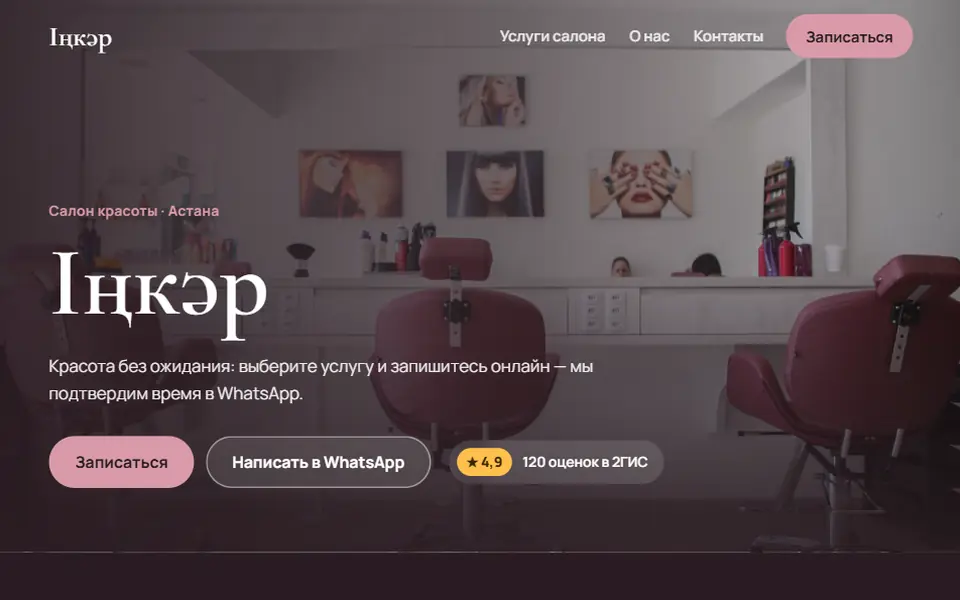 Іңкәр
Услуги салона О нас Контакты Записаться
Салон красоты · Астана
Іңкәр
Красота без ожидания: выберите услугу и запишитесь онлайн — мы
подтвердим время в WhatsApp.
Записаться Написать в WhatsApp ★ 4,9 120 оценок в 2ГИС